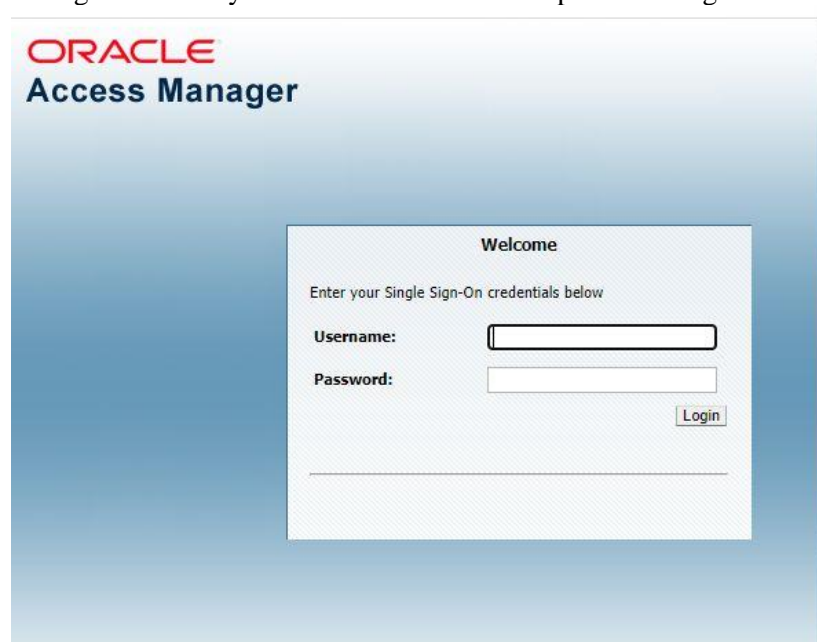 ORACLE
Access Manager
Welcome
Enter your Single Sign-On credentials below
Username:
Password:
Login